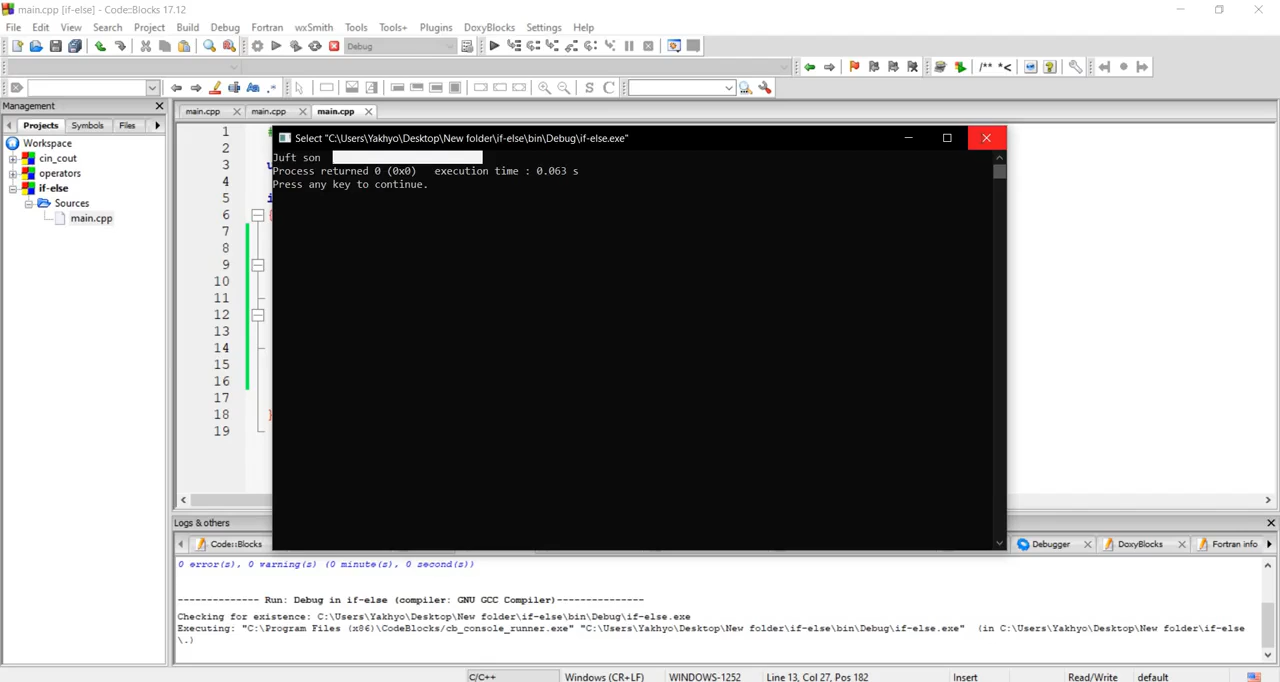 main.cpp [if-else] - Code::Blocks 17.12
File Edit View Search Project Build Debug Fortran wxSmith Tools Tools+ Plugins DoxyBlocks Settings Help
Debug
/** *<
S C
Management
main.cpp main.cpp main.cpp
Projects Symbols Files
Workspace
cin_cout
operators
if-else
Sources
main.cpp
1
2
3
4
5
6
7
8
9
10
11
12
13
14
15
16
17
18
19
Select "C:\Users\Yakhyo\Desktop\New folder\if-else\bin\Debug\if-else.exe"
Juft son
Process returned 0 (0x0)   execution time : 0.063 s
Press any key to continue.
Logs & others
Code::Blocks Debugger DoxyBlocks Fortran info
0 error(s), 0 warning(s) (0 minute(s), 0 second(s))
-------------- Run: Debug in if-else (compiler: GNU GCC Compiler)---------------
Checking for existence: C:\Users\Yakhyo\Desktop\New folder\if-else\bin\Debug\if-else.exe
Executing: "C:\Program Files (x86)\CodeBlocks/cb_console_runner.exe" "C:\Users\Yakhyo\Desktop\New folder\if-else\bin\Debug\if-else.exe"  (in C:\Users\Yakhyo\Desktop\New folder\if-else
\.)
C/C++ Windows (CR+LF) WINDOWS-1252 Line 13, Col 27, Pos 182 Insert Read/Write default